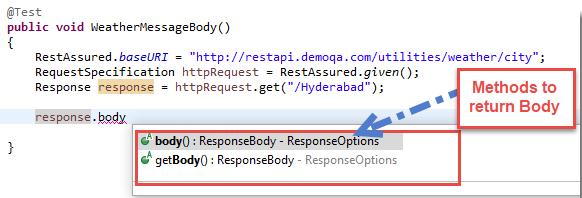 @Test
public void WeatherMessageBody()
{
RestAssured.baseURI = "http://restapi.demoqa.com/utilities/weather/city";
RequestSpecification httpRequest = RestAssured.given();
Response response = httpRequest.get("/Hyderabad");
response.body
}
body() : ResponseBody - ResponseOptions
getBody() : ResponseBody - ResponseOptions
Methods to
return Body